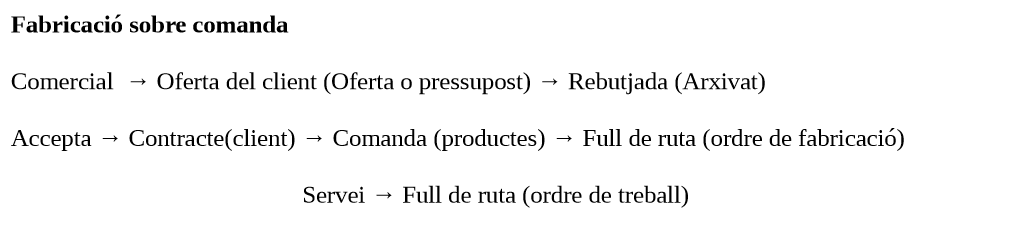 Fabricació sobre comanda
Comercial → Oferta del client (Oferta o pressupost) → Rebutjada (Arxivat)
Accepta → Contracte(client) → Comanda (productes) → Full de ruta (ordre de fabricació)
Servei → Full de ruta (ordre de treball)